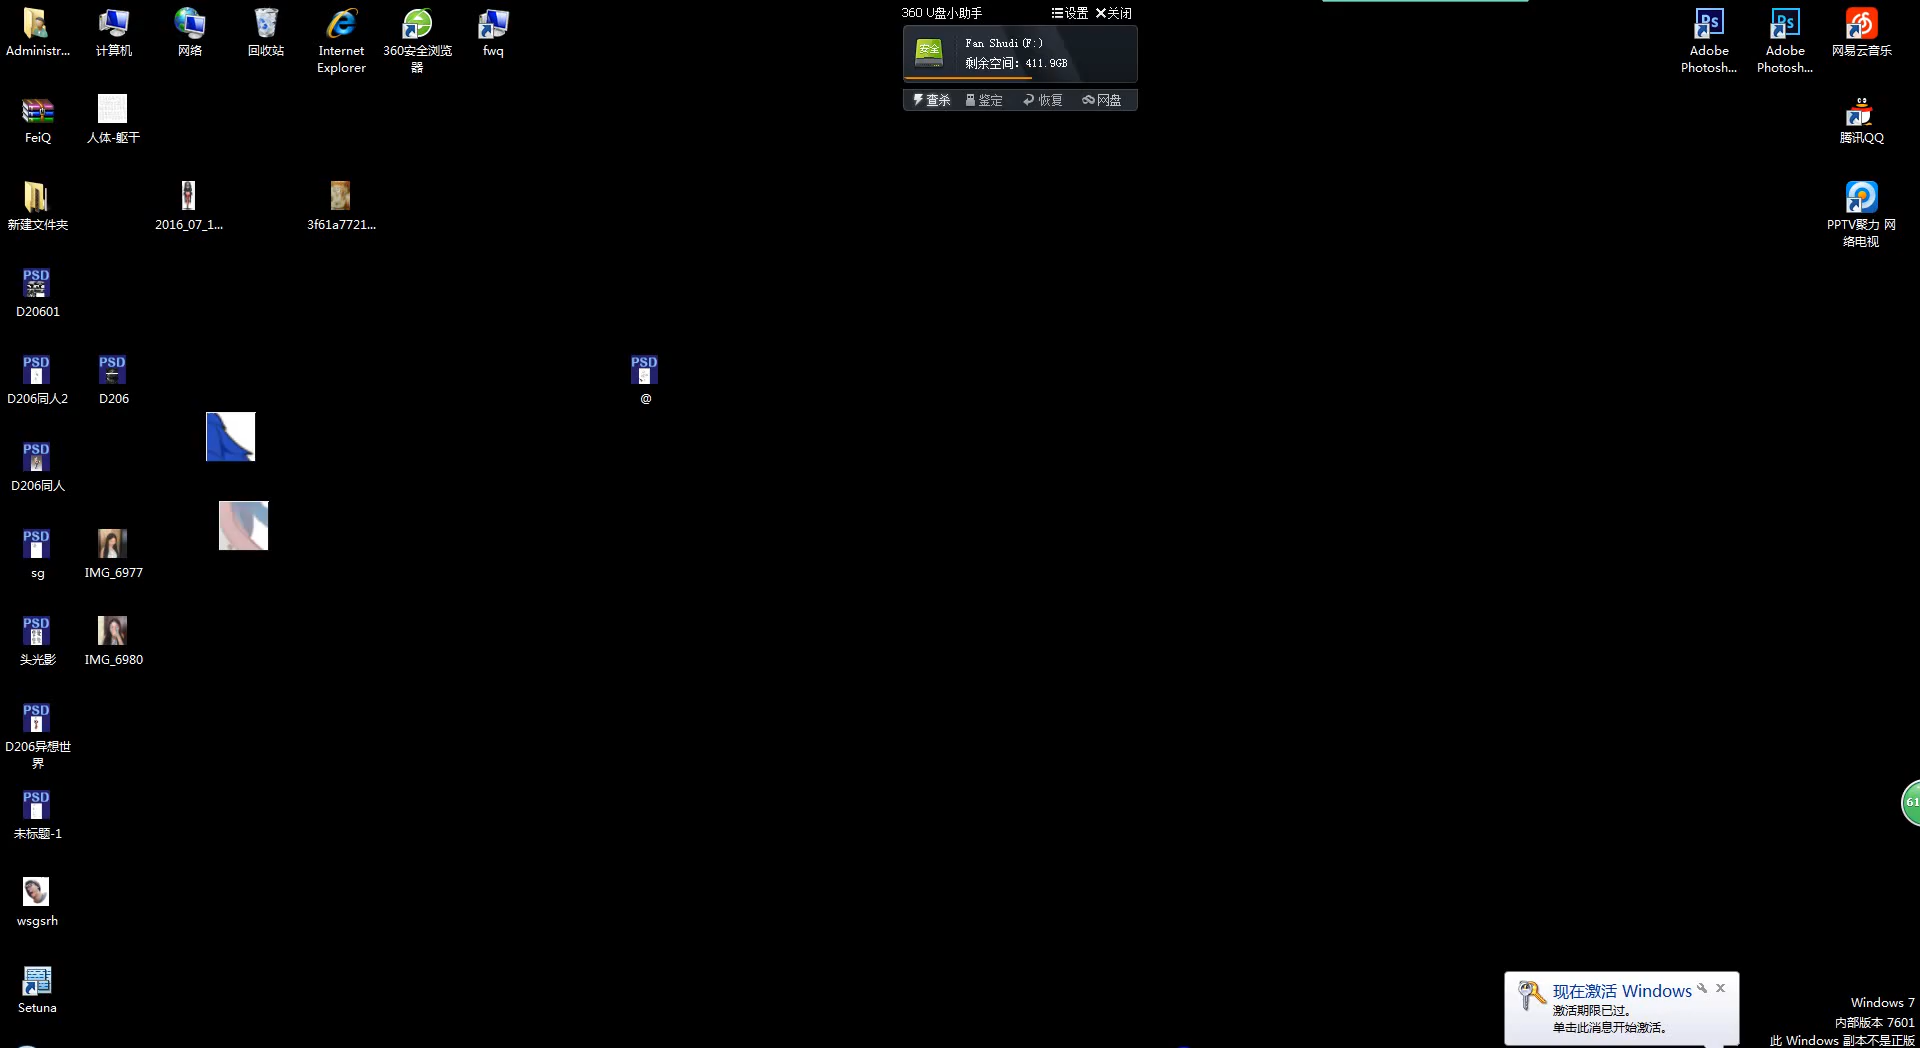 Administr...
计算机
网络
回收站
Internet
Explorer
360安全浏览
器
fwq
360 U盘小助手
设置
关闭
安全
Fan Shudi(F:)
剩余空间: 411.9GB
查杀
鉴定
恢复
网盘
Ps
Adobe
Photosh...
Ps
Adobe
Photosh...
网易云音乐
FeiQ
人体-躯干
腾讯QQ
新建文件夹
2016_07_1...
3f61a7721...
PPTV聚力 网
络电视
PSD
D20601
PSD
D206同人2
PSD
D206
PSD
@
PSD
D206同人
PSD
sg
IMG_6977
PSD
头光影
IMG_6980
PSD
D206异想世
界
PSD
未标题-1
61
wsgsrh
Setuna
现在激活 Windows
激活期限已过。
单击此消息开始激活。
Windows 7
内部版本 7601
此 Windows 副本不是正版